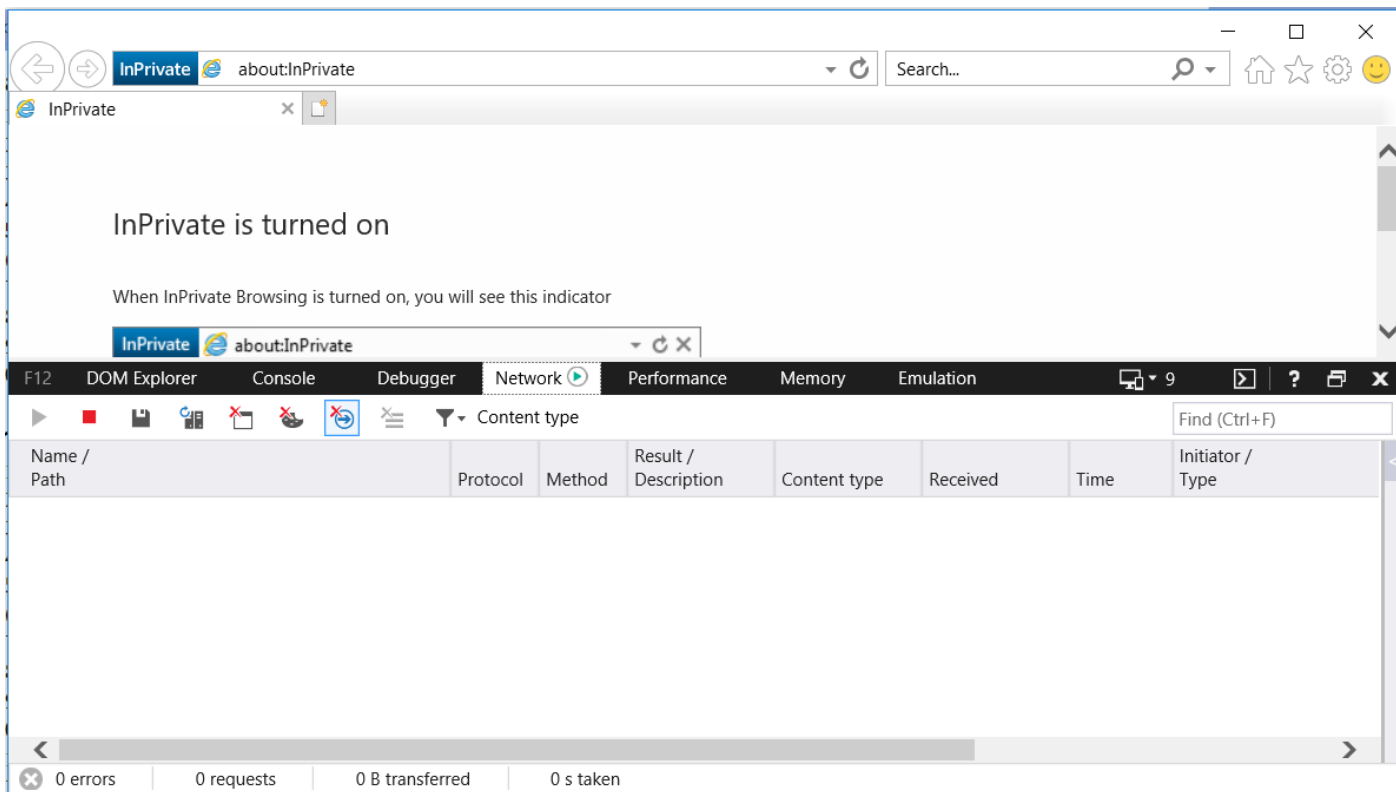 InPrivate about:InPrivate Search...
InPrivate
InPrivate is turned on
When InPrivate Browsing is turned on, you will see this indicator
InPrivate about:InPrivate
F12 DOM Explorer Console Debugger Network Performance Memory Emulation 9 ?
Content type Find (Ctrl+F)
Name / Result / Initiator /
Path Protocol Method Description Content type Received Time Type
0 errors 0 requests 0 B transferred 0 s taken